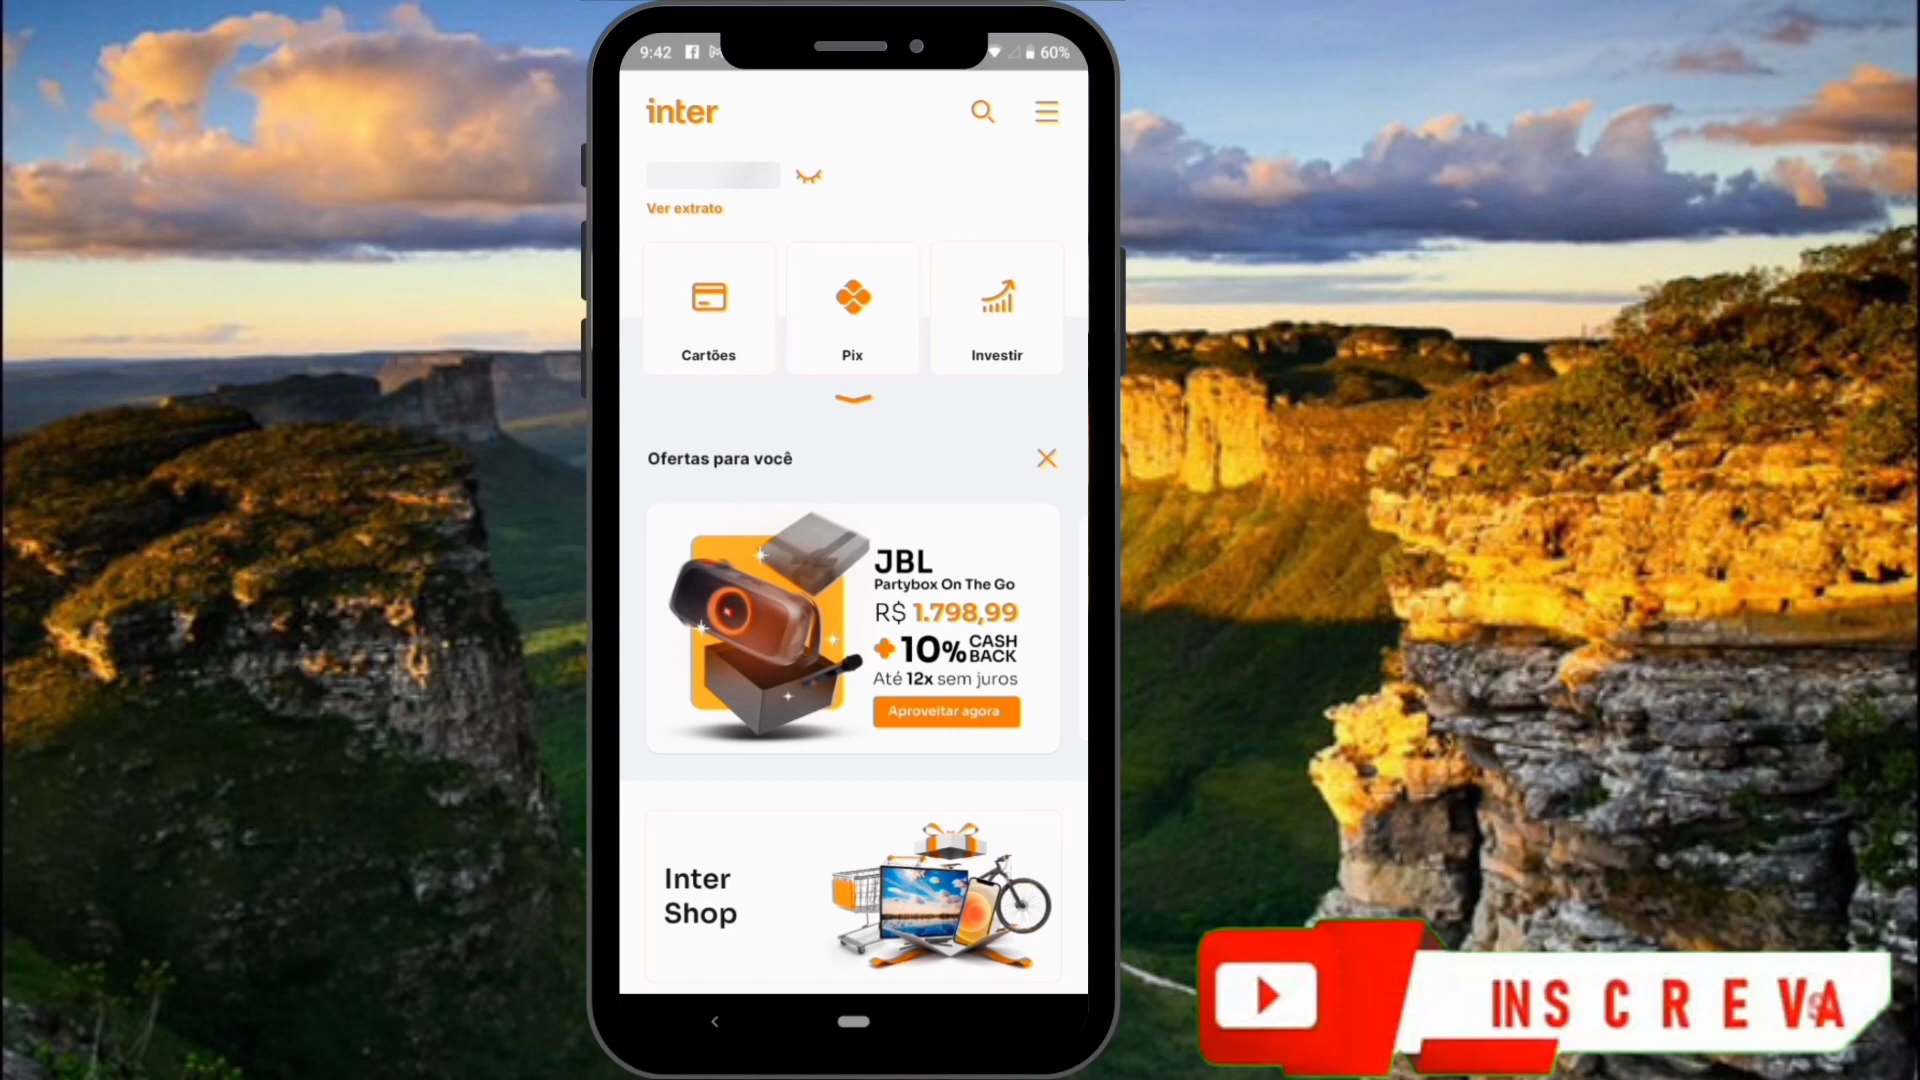 9:42
60%
inter
Ver extrato
Cartões
Pix
Investir
Ofertas para você
JBL
Partybox On The Go
R$ 1.798,99
10% CASH BACK
Até 12x sem juros
Aproveitar agora
Inter
Shop
INSCREVA